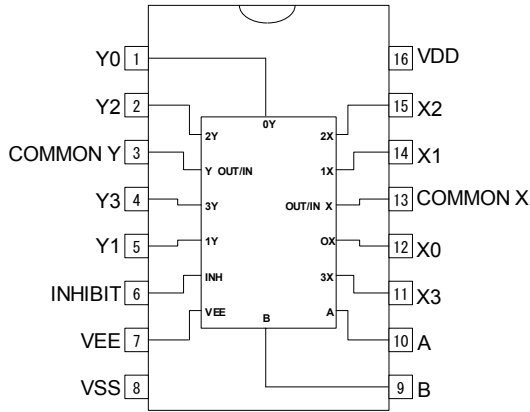 Y0 1
16 VDD
0Y
Y2 2
2Y
2X
15 X2
COMMON Y 3
Y OUT/IN
1X
14 X1
Y3 4
3Y
OUT/IN X
13 COMMON X
Y1 5
1Y
OX
12 X0
INHIBIT 6
INH
3X
11 X3
VEE 7
VEE
B
A
10 A
VSS 8
9 B